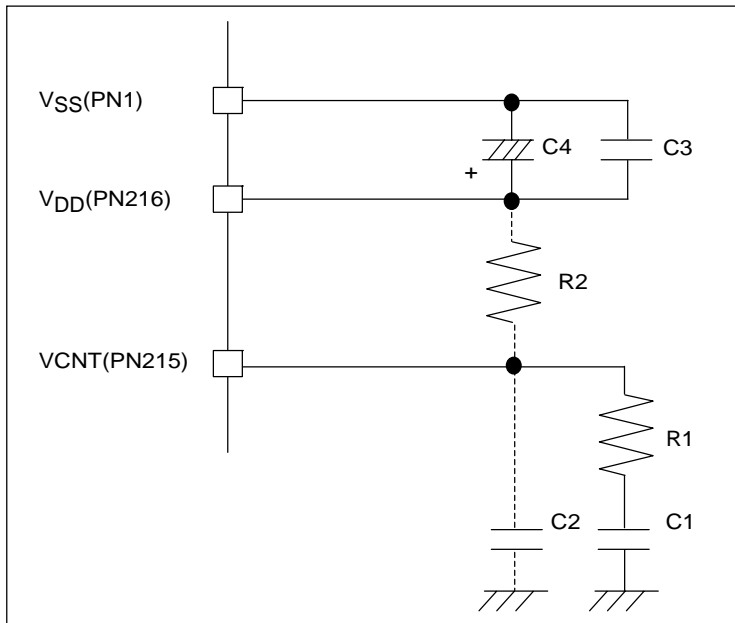 VSS(PN1)
C4
C3
+
VDD(PN216)
R2
VCNT(PN215)
R1
C2
C1